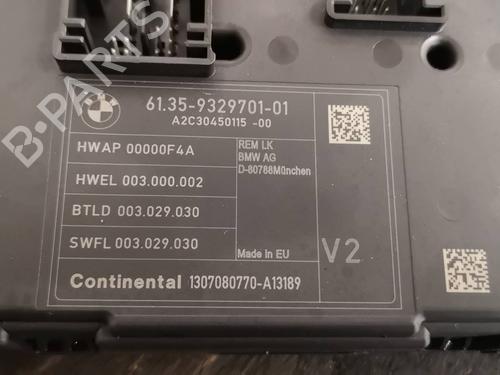 BMW
61.35-9329701-01
A2C30450115 -00
HWAP 00000F4A
HWEL 003.000.002
BTLD 003.029.030
SWFL 003.029.030
REM LK
BMW AG
D-80788München
Made in EU
V2
Continental 1307080770-A13189
B-PARTS